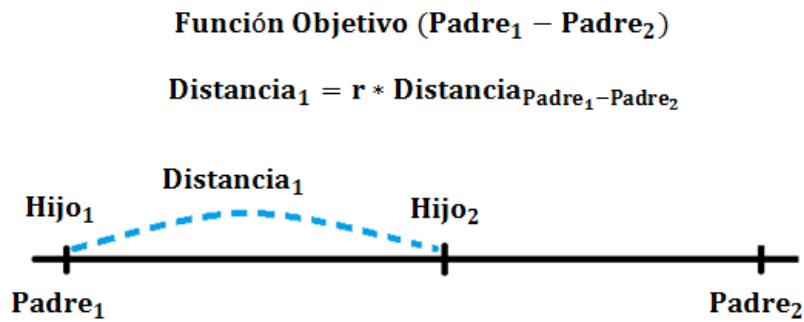 Función Objetivo (Padre₁ − Padre₂)
Distancia₁ = r ∗ Distancia_Padre₁−Padre₂
Distancia₁
Hijo₁ Hijo₂
Padre₁ Padre₂